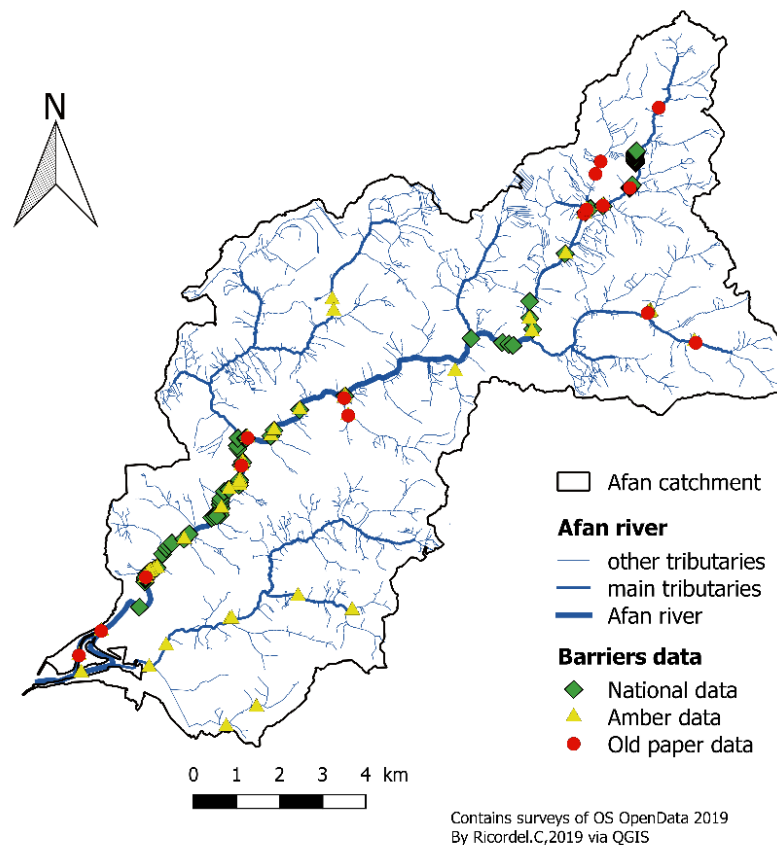 N
Afan catchment
Afan river
other tributaries
main tributaries
Afan river
Barriers data
National data
Amber data
Old paper data
0 1 2 3 4 km
Contains surveys of OS OpenData 2019
By Ricordel.C,2019 via QGIS